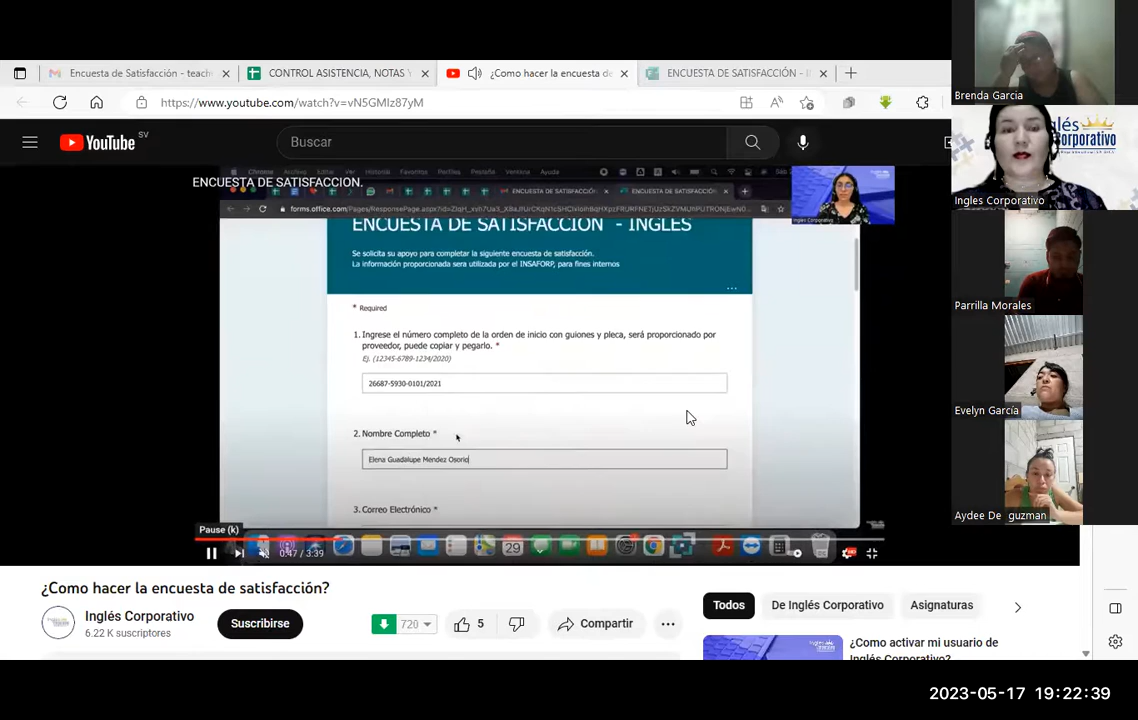 Encuesta de Satisfacción - teach
CONTROL ASISTENCIA, NOTAS Y
¿Como hacer la encuesta de
ENCUESTA DE SATISFACCIÓN - I
https://www.youtube.com/watch?v=vN5GMIz87yM
YouTube SV
Buscar
ENCUESTA DE SATISFACCION.
ENCUESTA DE SATISFACCIÓN - INGLÉS
Se solicita su apoyo para completar la siguiente encuesta de satisfacción.
La información proporcionada sera utilizada por el INSAFORP, para fines internos
* Required
1. Ingrese el número completo de la orden de inicio con guiones y pleca, será proporcionado por
proveedor, puede copiar y pegarlo. *
Ej. (12345-6789-1234/2020)
26687-5930-0101/2021
2. Nombre Completo *
Elena Guadalupe Mendez Osorio
3. Correo Electrónico *
Pause (k)
0:47 / 3:39
29
¿Como hacer la encuesta de satisfacción?
Inglés Corporativo
6.22 K suscriptores
Suscribirse
720
5
Compartir
Todos
De Inglés Corporativo
Asignaturas
¿Como activar mi usuario de
Inglés Corporativo?
Brenda Garcia
glés
Corporativo
Ingles Corporativo
Parrilla Morales
Evelyn García
Aydee De guzman
2023-05-17 19:22:39